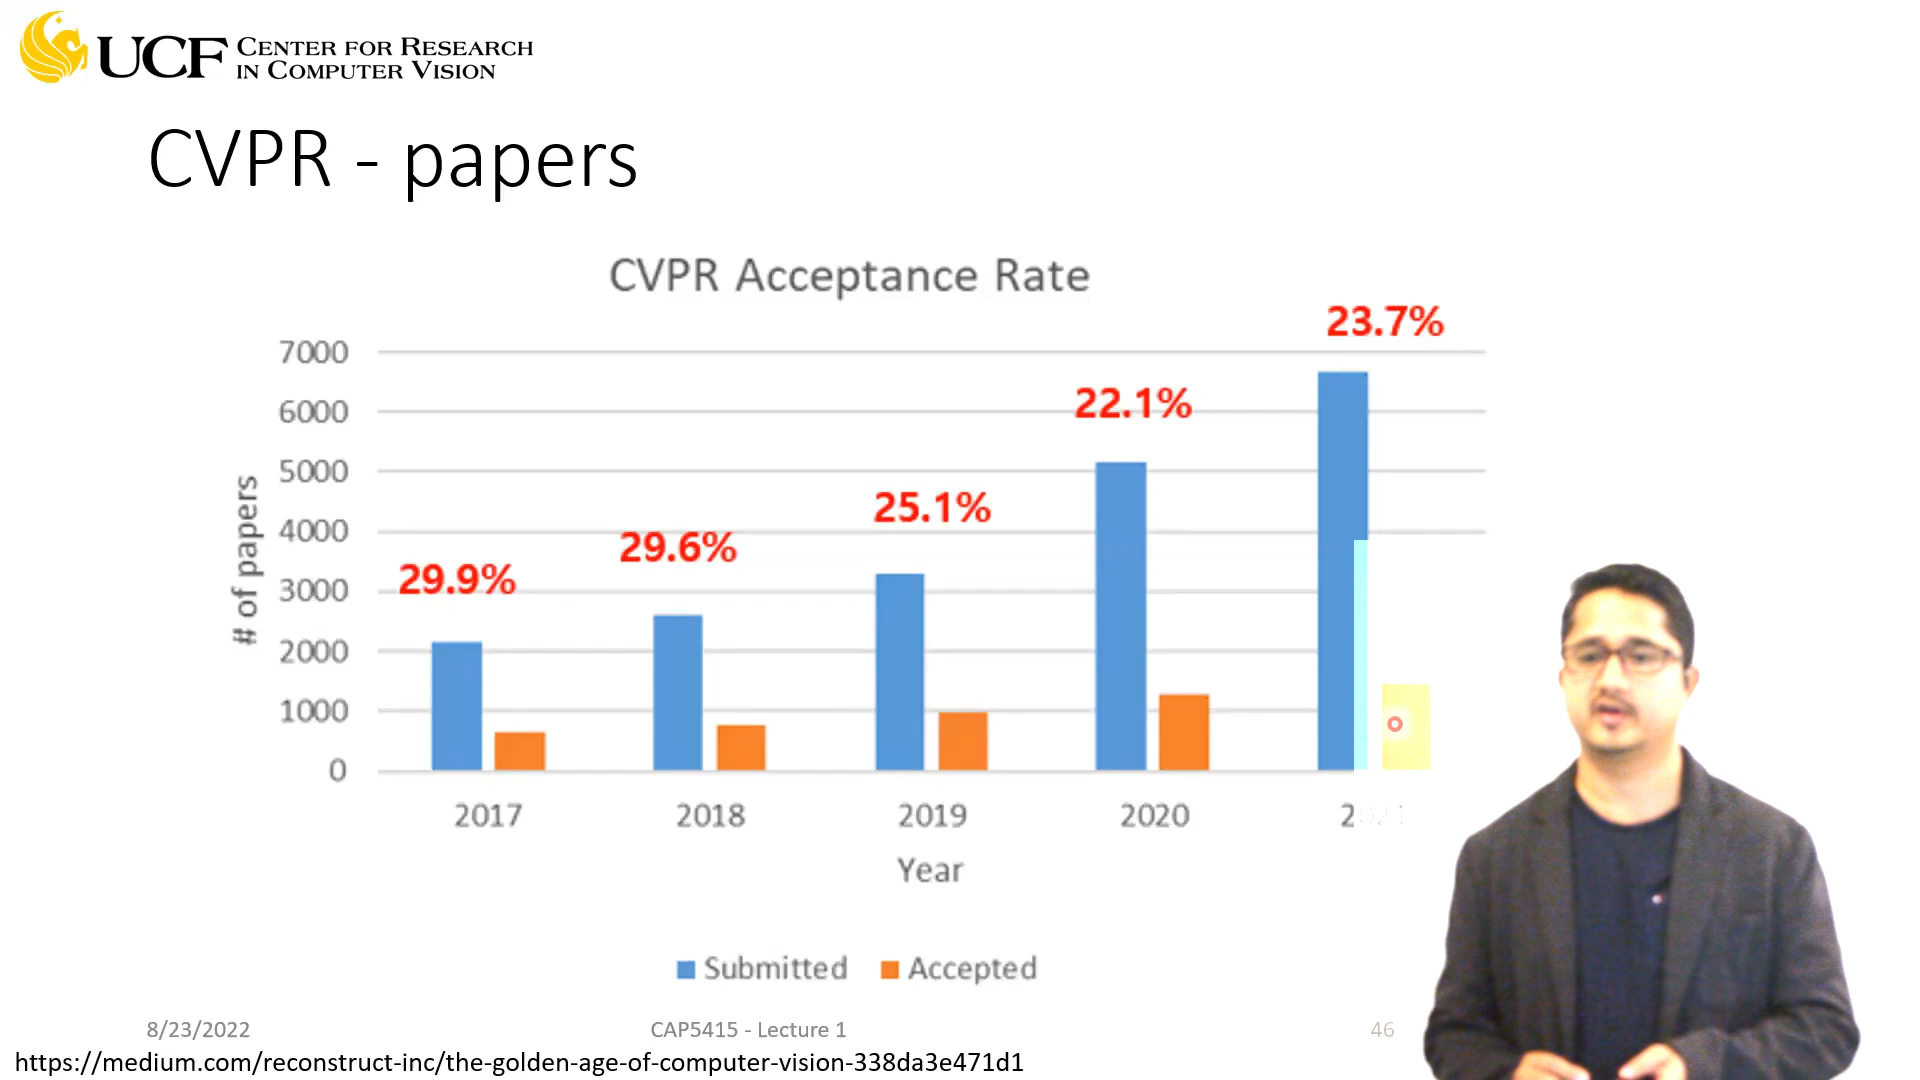 UCF CENTER FOR RESEARCH
IN COMPUTER VISION
CVPR - papers
CVPR Acceptance Rate
23.7%
7000
22.1%
6000
5000
25.1%
4000
29.6%
29.9%
3000
2000
1000
0
# of papers
2017 2018 2019 2020 2021
Year
Submitted Accepted
8/23/2022 CAP5415 - Lecture 1 46
https://medium.com/reconstruct-inc/the-golden-age-of-computer-vision-338da3e471d1